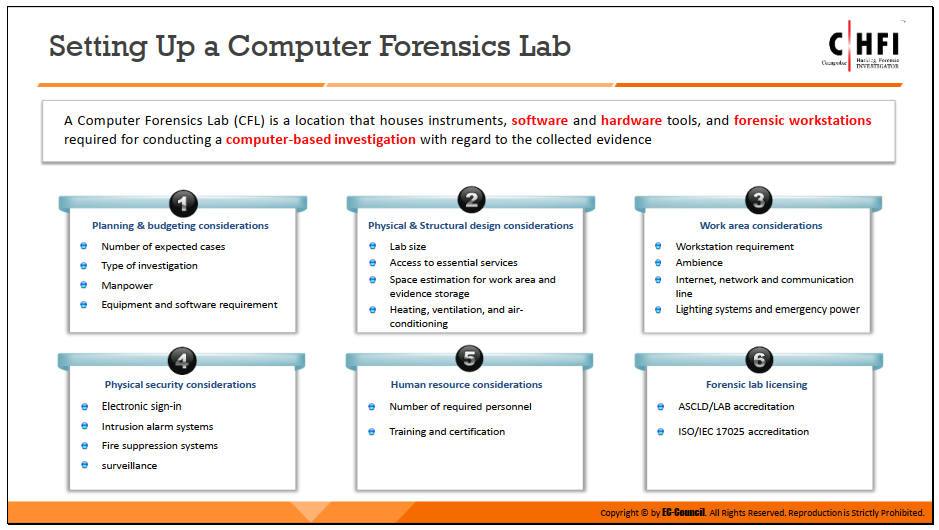 Setting Up a Computer Forensics Lab
C HFI
Computer Hacking Forensic
INVESTIGATOR
A Computer Forensics Lab (CFL) is a location that houses instruments, software and hardware tools, and forensic workstations
required for conducting a computer-based investigation with regard to the collected evidence
1
Planning & budgeting considerations
Number of expected cases
Type of investigation
Manpower
Equipment and software requirement
2
Physical & Structural design considerations
Lab size
Access to essential services
Space estimation for work area and
evidence storage
Heating, ventilation, and air-
conditioning
3
Work area considerations
Workstation requirement
Ambience
Internet, network and communication
line
Lighting systems and emergency power
4
Physical security considerations
Electronic sign-in
Intrusion alarm systems
Fire suppression systems
surveillance
5
Human resource considerations
Number of required personnel
Training and certification
6
Forensic lab licensing
ASCLD/LAB accreditation
ISO/IEC 17025 accreditation
Copyright © by EC-Council. All Rights Reserved. Reproduction is Strictly Prohibited.